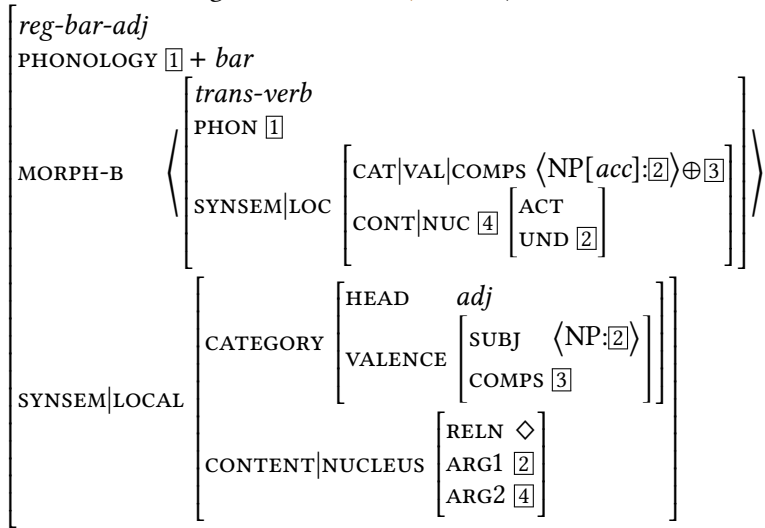 reg-bar-adj
PHONOLOGY 1 + bar
trans-verb
PHON 1
MORPH-B
SYNSEM|LOC
CAT|VAL|COMPS ⟨NP[acc]:2⟩⊕3
CONT|NUC 4
ACT
UND 2
SYNSEM|LOCAL
CATEGORY
HEAD adj
VALENCE
SUBJ ⟨NP:2⟩
COMPS 3
CONTENT|NUCLEUS
RELN ◇
ARG1 2
ARG2 4